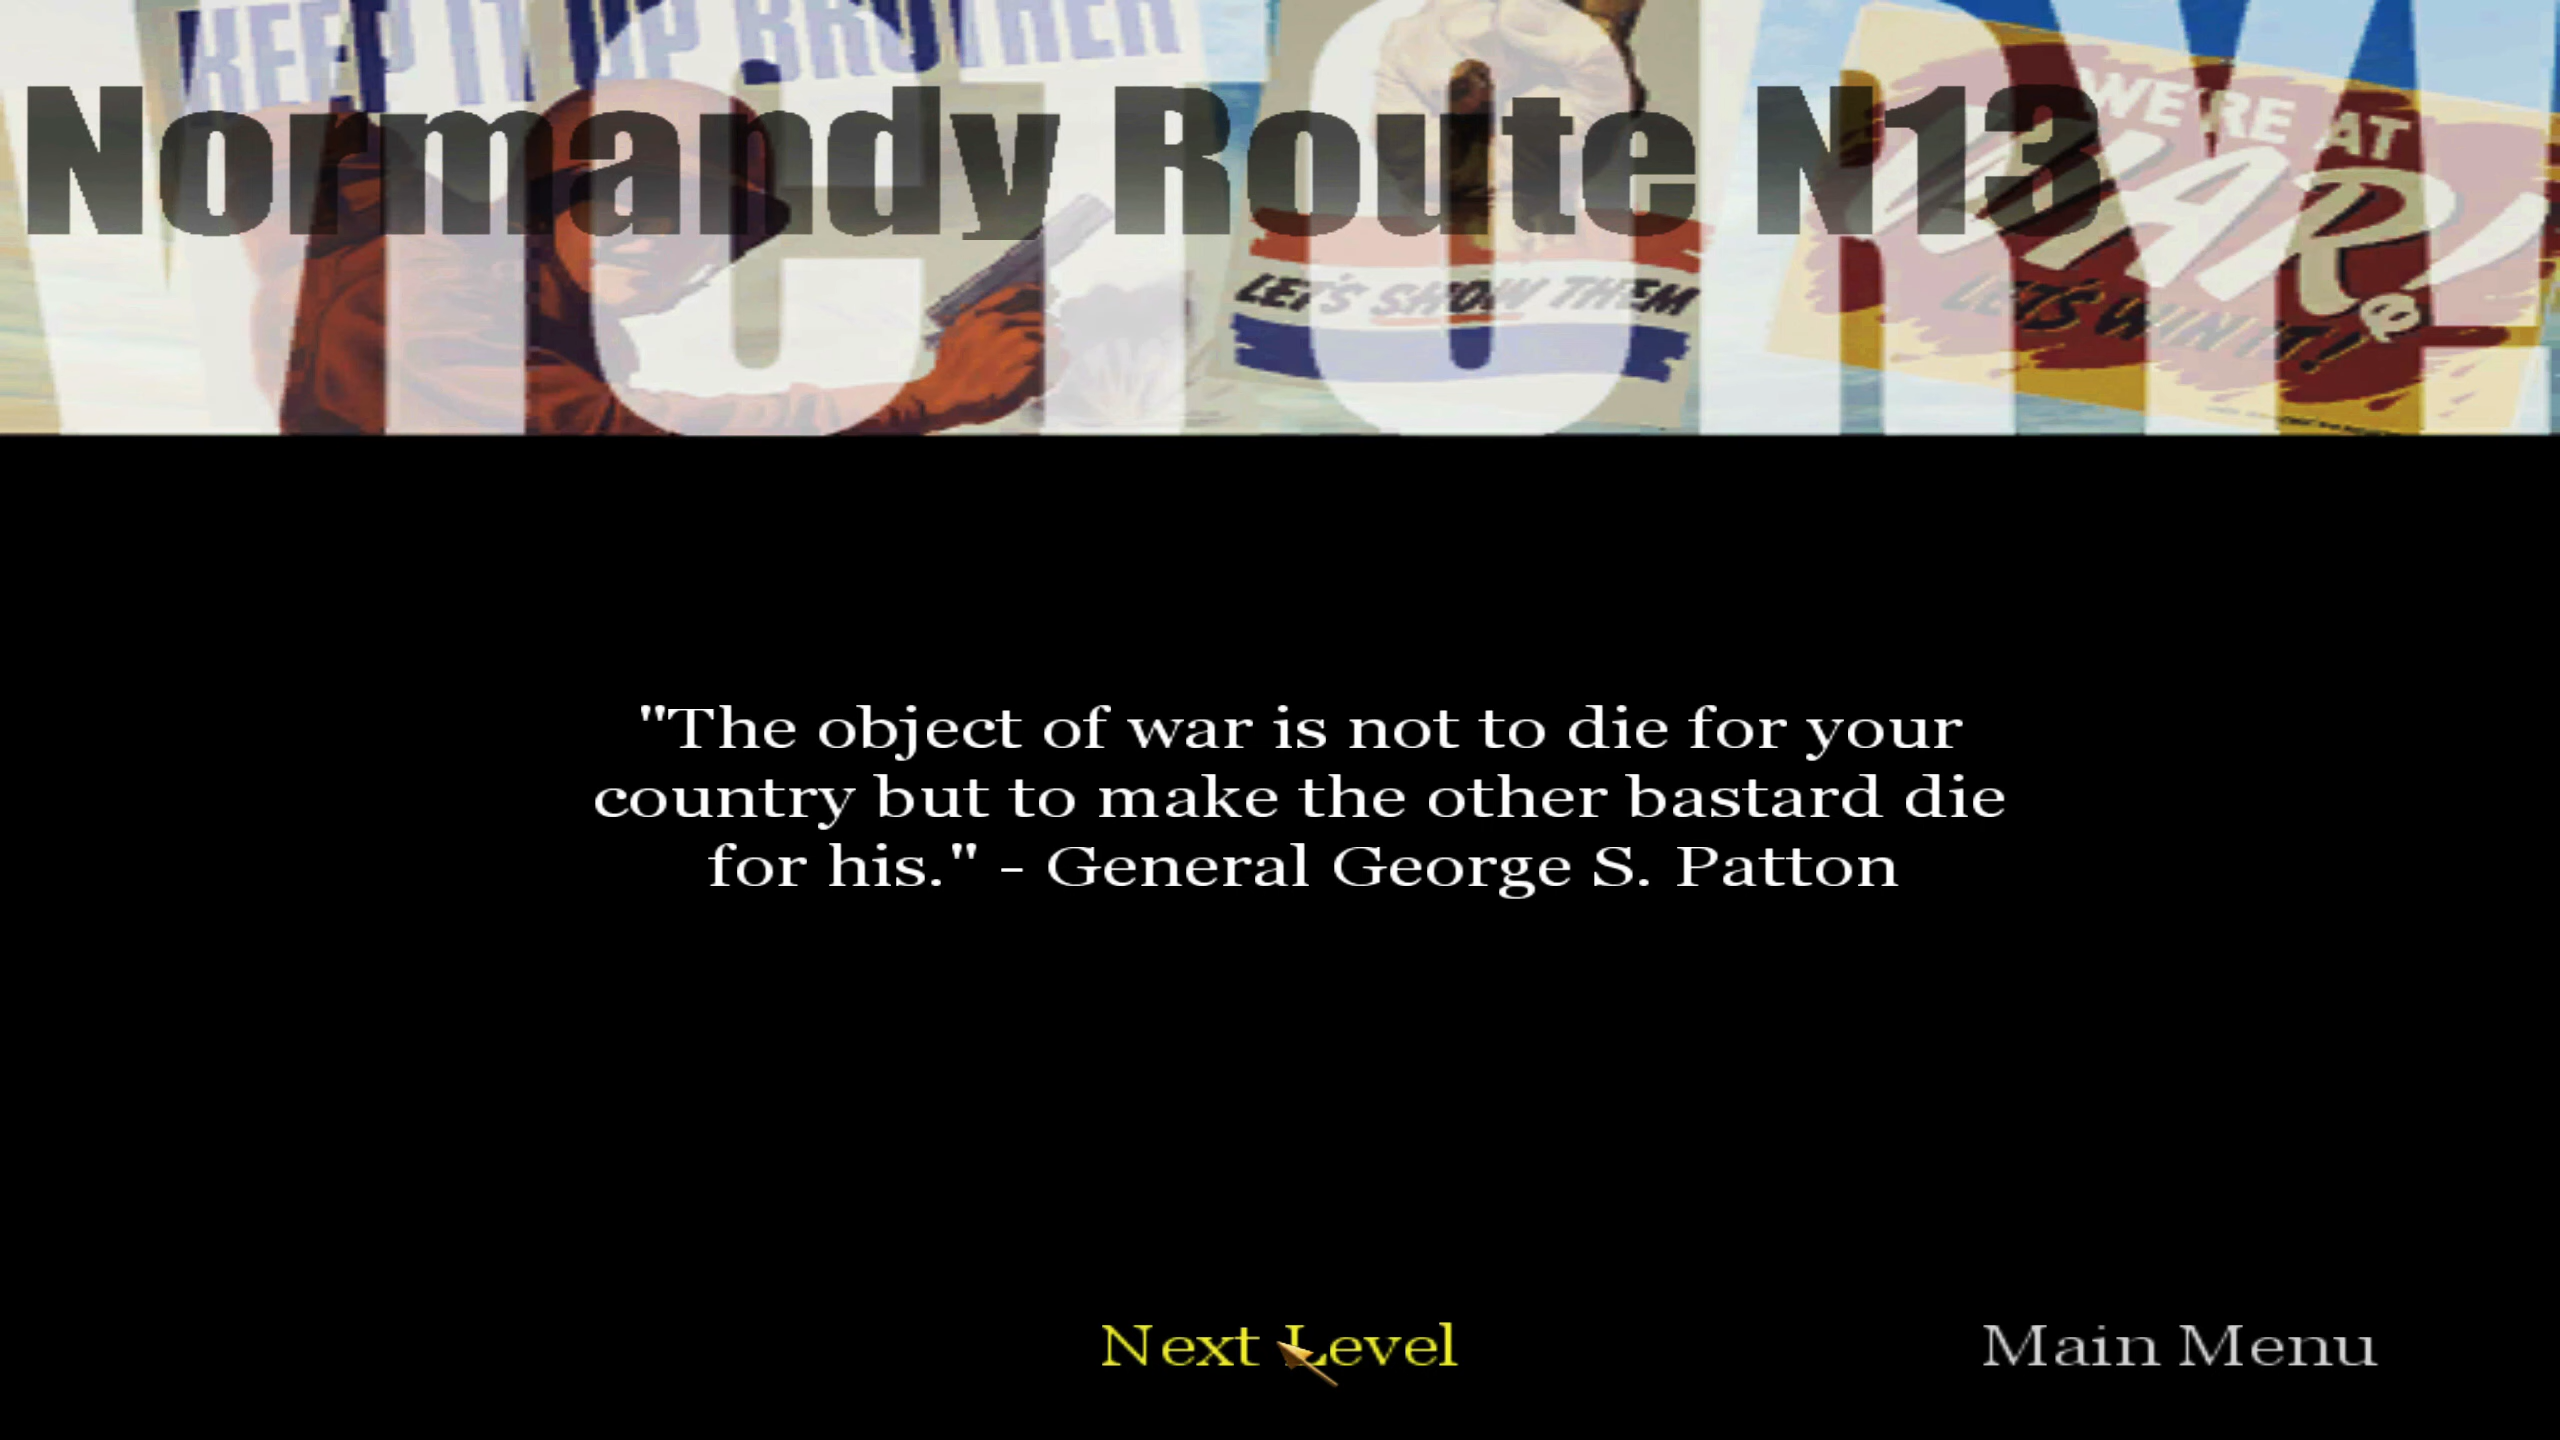 KEEP IT UP BROTHER
VICTORY
Normandy Route N13
WE'RE AT
WAR!
LET'S SHOW THEM
LET'S WIN IT!
"The object of war is not to die for your
country but to make the other bastard die
for his." - General George S. Patton
Next Level
Main Menu